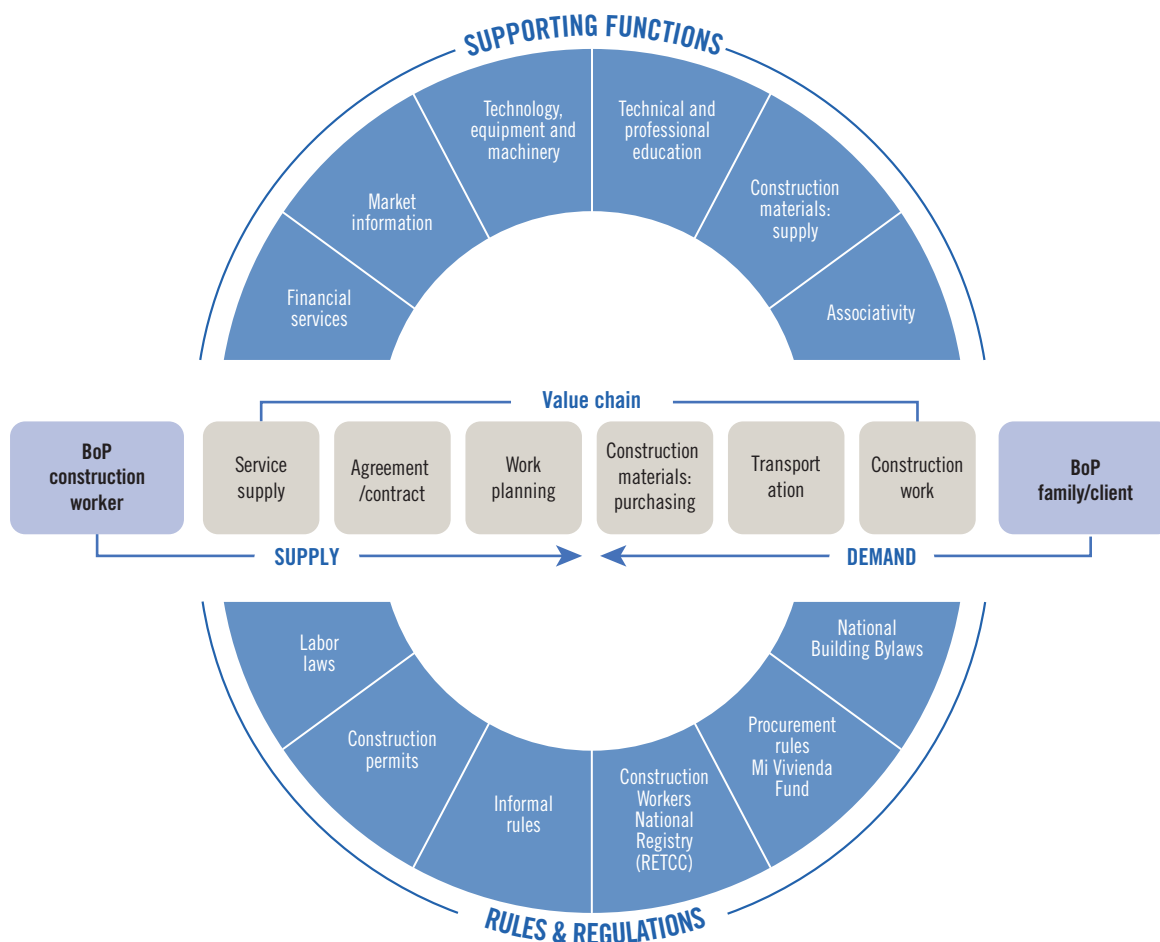 SUPPORTING FUNCTIONS
Financial
services
Market
information
Technology,
equipment and
machinery
Technical and
professional
education
Construction
materials:
supply
Associativity
Value chain
BoP
construction
worker
Service
supply
Agreement
/contract
Work
planning
Construction
materials:
purchasing
Transport
ation
Construction
work
BoP
family/client
SUPPLY
DEMAND
Labor
laws
Construction
permits
Informal
rules
Construction
Workers
National
Registry
(RETCC)
Procurement
rules
Mi Vivienda
Fund
National
Building Bylaws
RULES & REGULATIONS